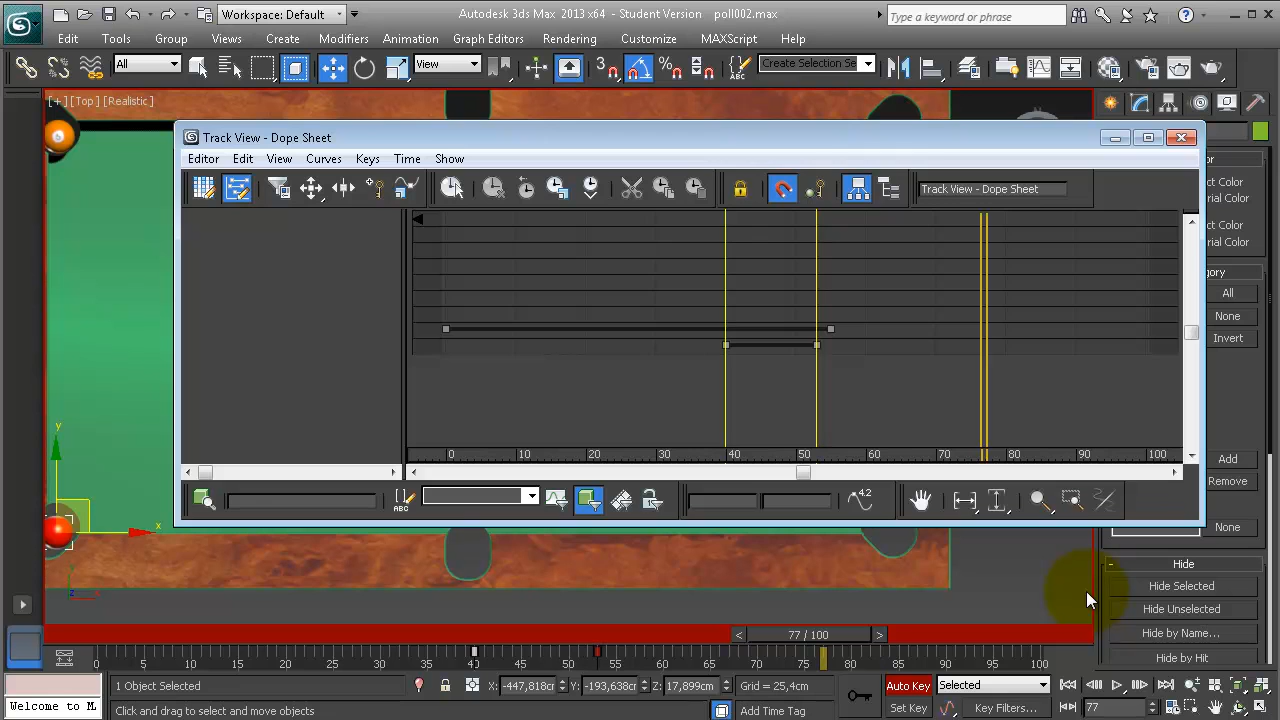 Workspace: Default
Autodesk 3ds Max 2013 x64 - Student Version poll002.max
Type a keyword or phrase
Edit Tools Group Views Create Modifiers Animation Graph Editors Rendering Customize MAXScript Help
All View 3 Create Selection Se
[+] [Top] [Realistic]
Track View - Dope Sheet
Editor Edit View Curves Keys Time Show
Track View - Dope Sheet
0 10 20 30 40 50 60 70 80 90 100
ABC 4.2
or
ct Color
rial Color
ct Color
rial Color
gory
All
None
Invert
Add
Remove
None
- Hide
Hide Selected
Hide Unselected
Hide by Name...
Hide by Hit
y
x
z
< 77 / 100 >
0 5 10 15 20 25 30 35 40 45 50 55 60 65 70 75 80 85 90 95 100
1 Object Selected X: -447,818c Y: -193,638c Z: 17,899cm Grid = 25,4cm Auto Key Selected
Welcome to M. Click and drag to select and move objects Add Time Tag Set Key Key Filters... 77